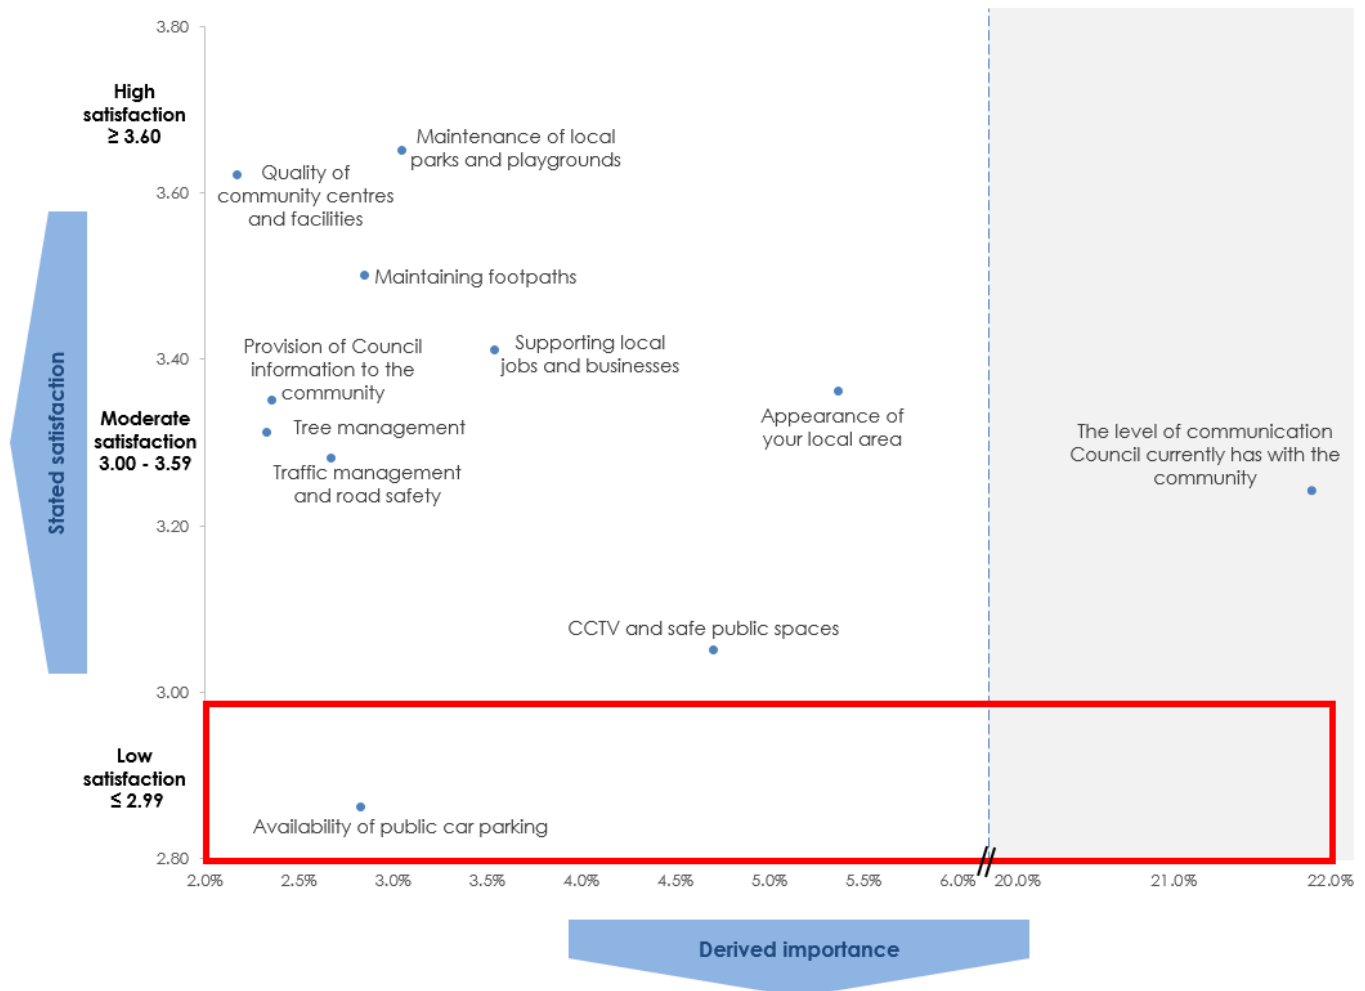 3.80
High
satisfaction
≥ 3.60
Maintenance of local
parks and playgrounds
Quality of
community centres
and facilities
3.60
Maintaining footpaths
Provision of Council
information to the
community
Supporting local
jobs and businesses
3.40
Stated satisfaction
Moderate
satisfaction
3.00 - 3.59
Tree management
Traffic management
and road safety
Appearance of
your local area
The level of communication
Council currently has with the
community
3.20
CCTV and safe public spaces
3.00
Low
satisfaction
≤ 2.99
Availability of public car parking
2.80
2.0% 2.5% 3.0% 3.5% 4.0% 4.5% 5.0% 5.5% 6.0% 20.0% 21.0% 22.0%
Derived importance